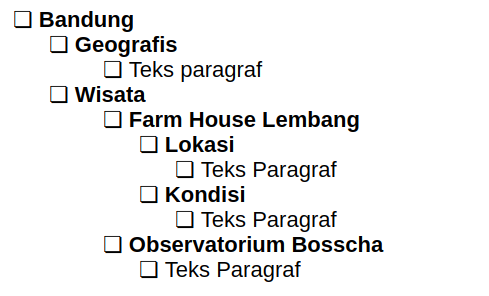 ❏ Bandung
❏ Geografis
❏ Teks paragraf
❏ Wisata
❏ Farm House Lembang
❏ Lokasi
❏ Teks Paragraf
❏ Kondisi
❏ Teks Paragraf
❏ Observatorium Bosscha
❏ Teks Paragraf